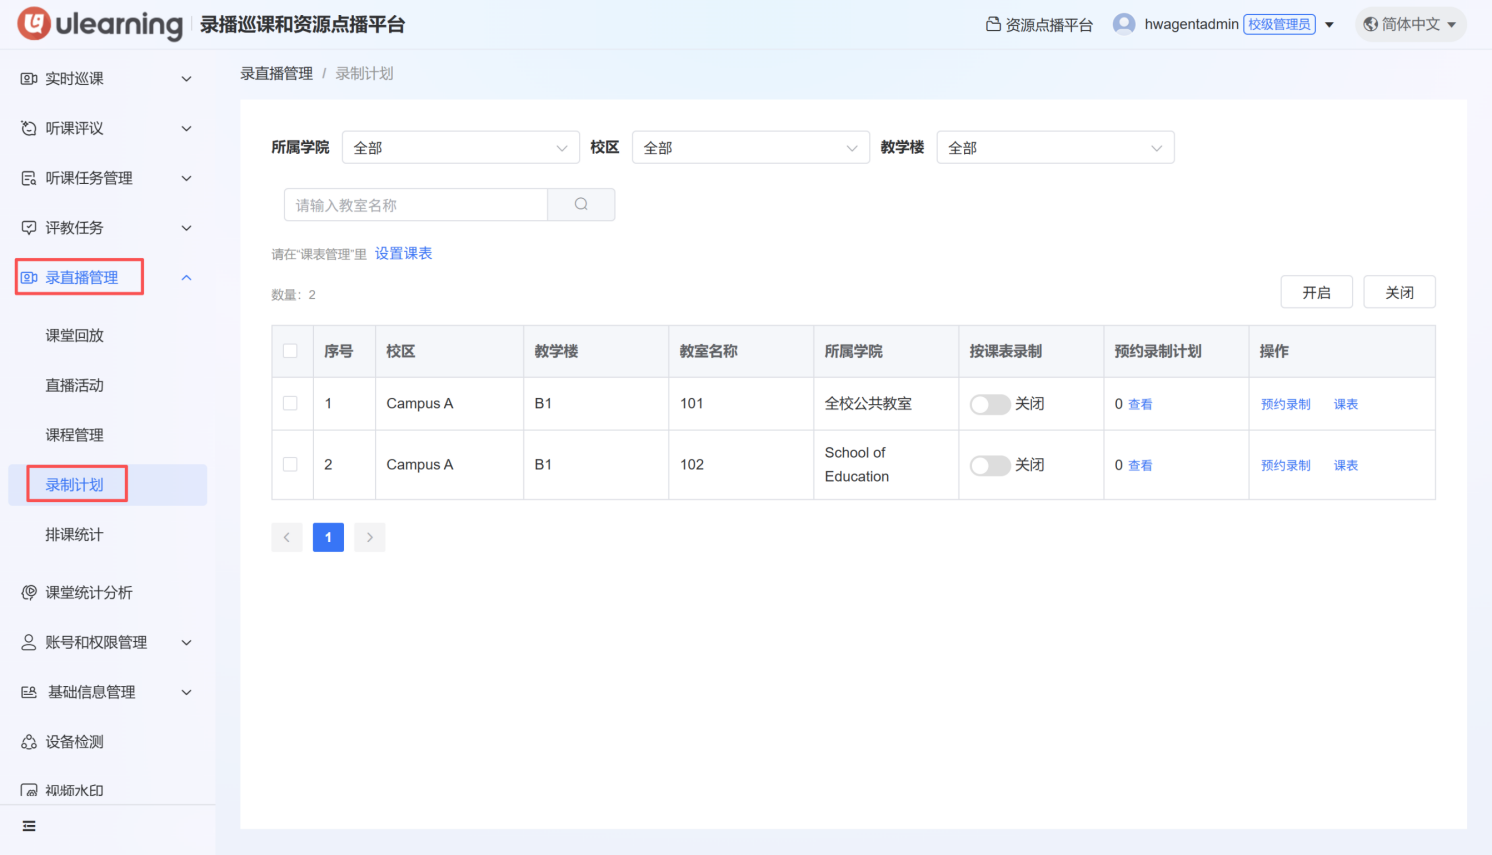 ulearning 录播巡课和资源点播平台
资源点播平台 hwagentadmin 校级管理员 简体中文
实时巡课
听课评议
听课任务管理
评教任务
录直播管理
课堂回放
直播活动
课程管理
录制计划
排课统计
课堂统计分析
账号和权限管理
基础信息管理
设备检测
视频水印
录直播管理 / 录制计划
所属学院 全部 校区 全部 教学楼 全部
请输入教室名称
请在"课表管理"里 设置课表
数量：2
开启 关闭
序号 校区 教学楼 教室名称 所属学院 按课表录制 预约录制计划 操作
1 Campus A B1 101 全校公共教室 关闭 0 查看 预约录制 课表
2 Campus A B1 102 School of Education 关闭 0 查看 预约录制 课表
1